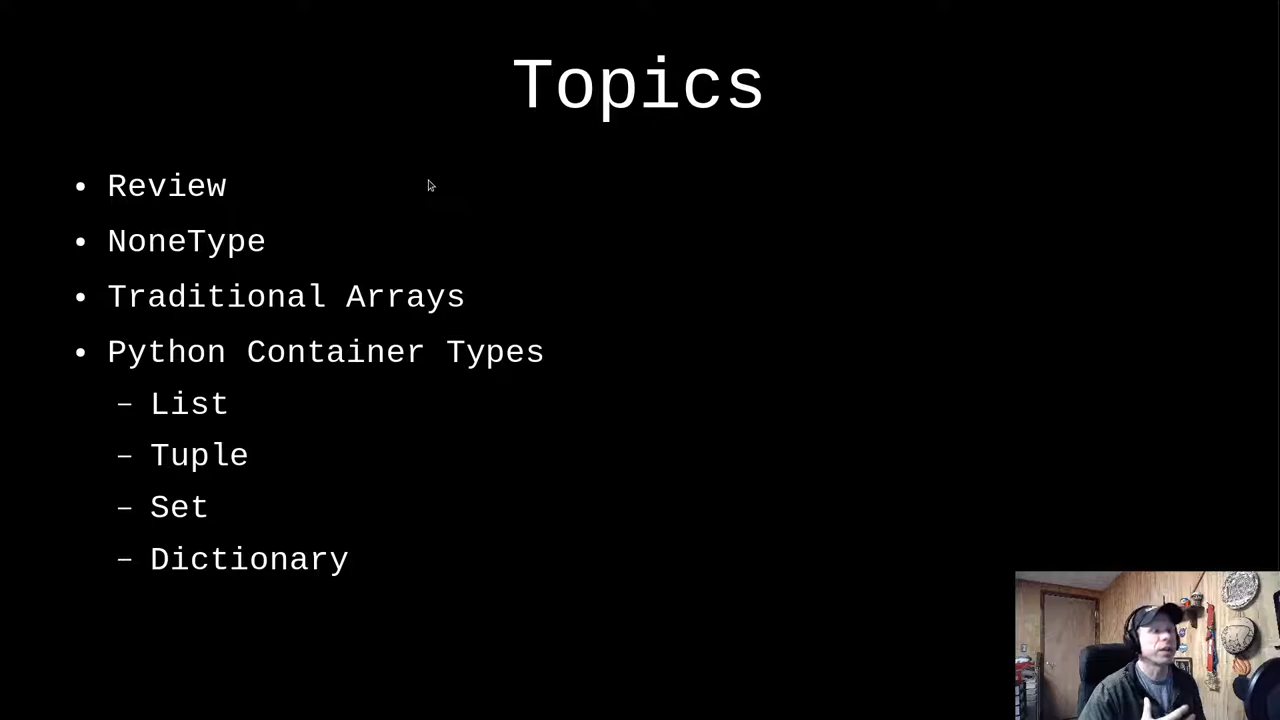 Topics
• Review
• NoneType
• Traditional Arrays
• Python Container Types
– List
– Tuple
– Set
– Dictionary